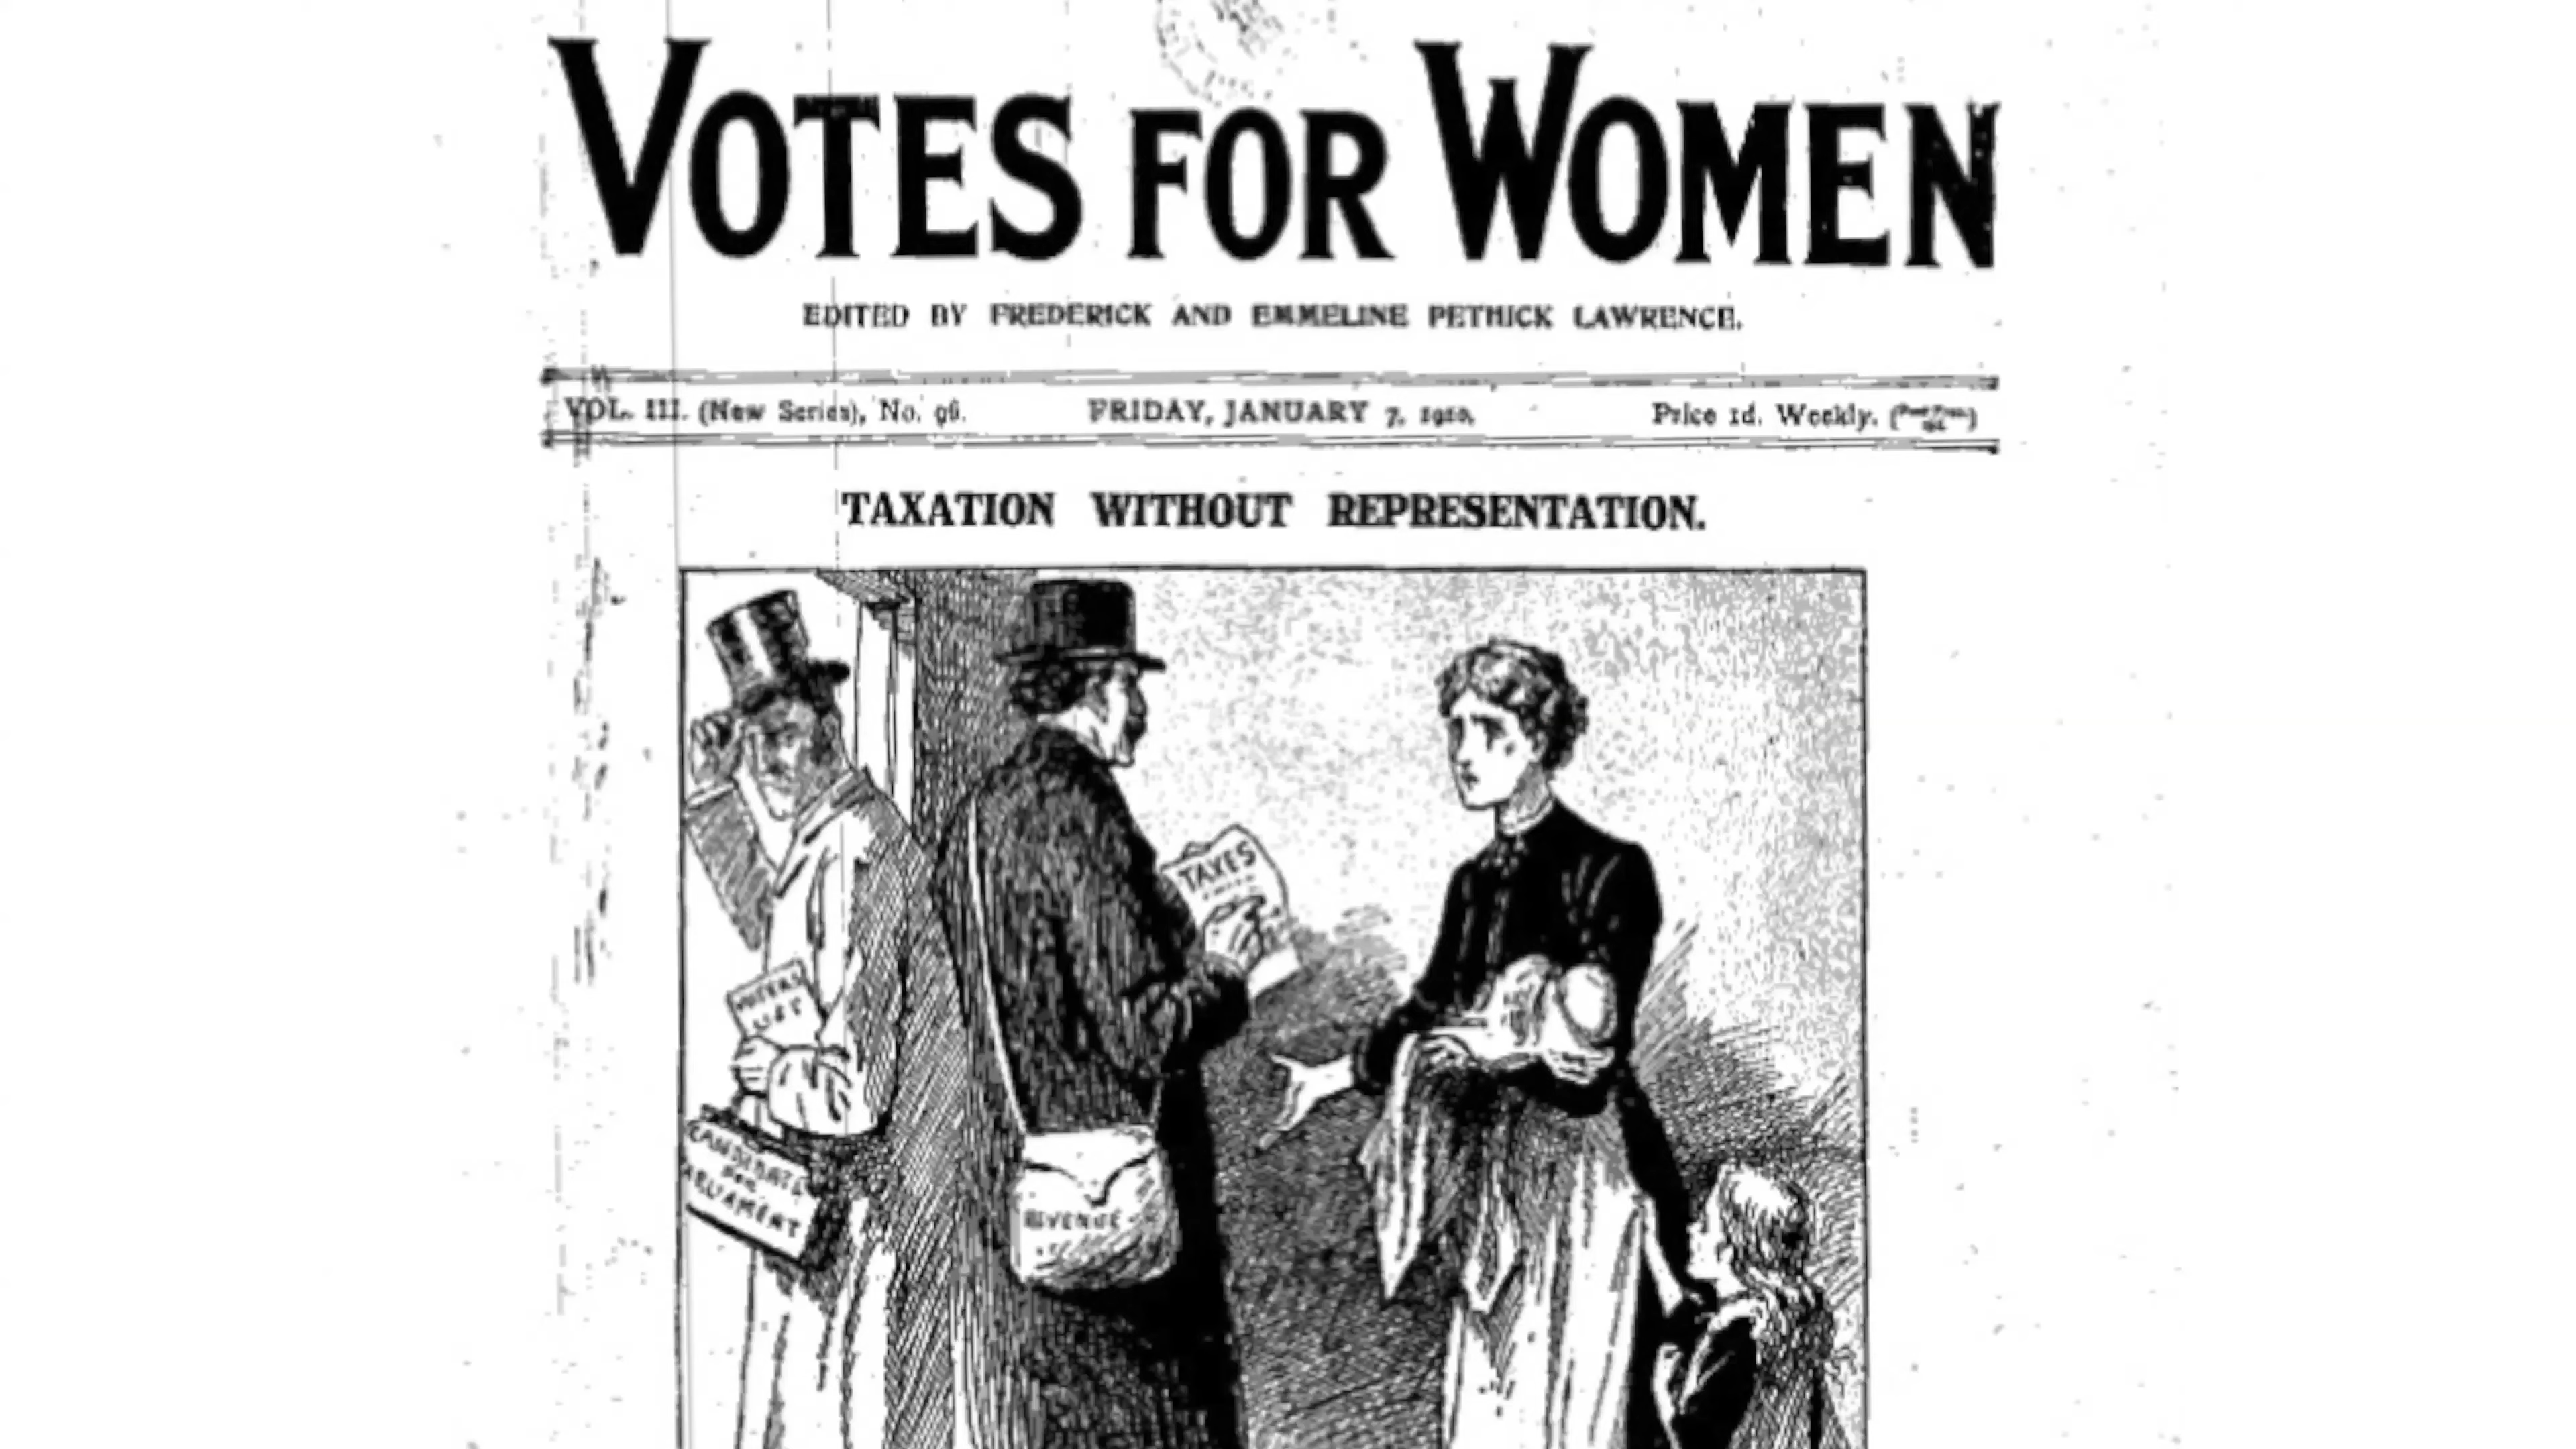 VOTES FOR WOMEN
EDITED BY FREDERICK AND EMMELINE PETHICK LAWRENCE.
VOL. III. (New Series), No. 96. FRIDAY, JANUARY 7, 1910. Price 1d. Weekly.
TAXATION WITHOUT REPRESENTATION.
TAXES
VOTERS
LIST
CANDIDATE
FOR
PARLIAMENT
REVENUE